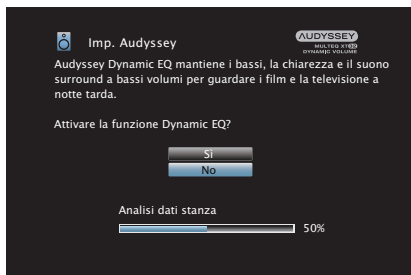 Imp. Audyssey
AUDYSSEY
MULTEQ XT32
DYNAMIC VOLUME
Audyssey Dynamic EQ mantiene i bassi, la chiarezza e il suono
surround a bassi volumi per guardare i film e la televisione a
notte tarda.
Attivare la funzione Dynamic EQ?
Sì
No
Analisi dati stanza
50%